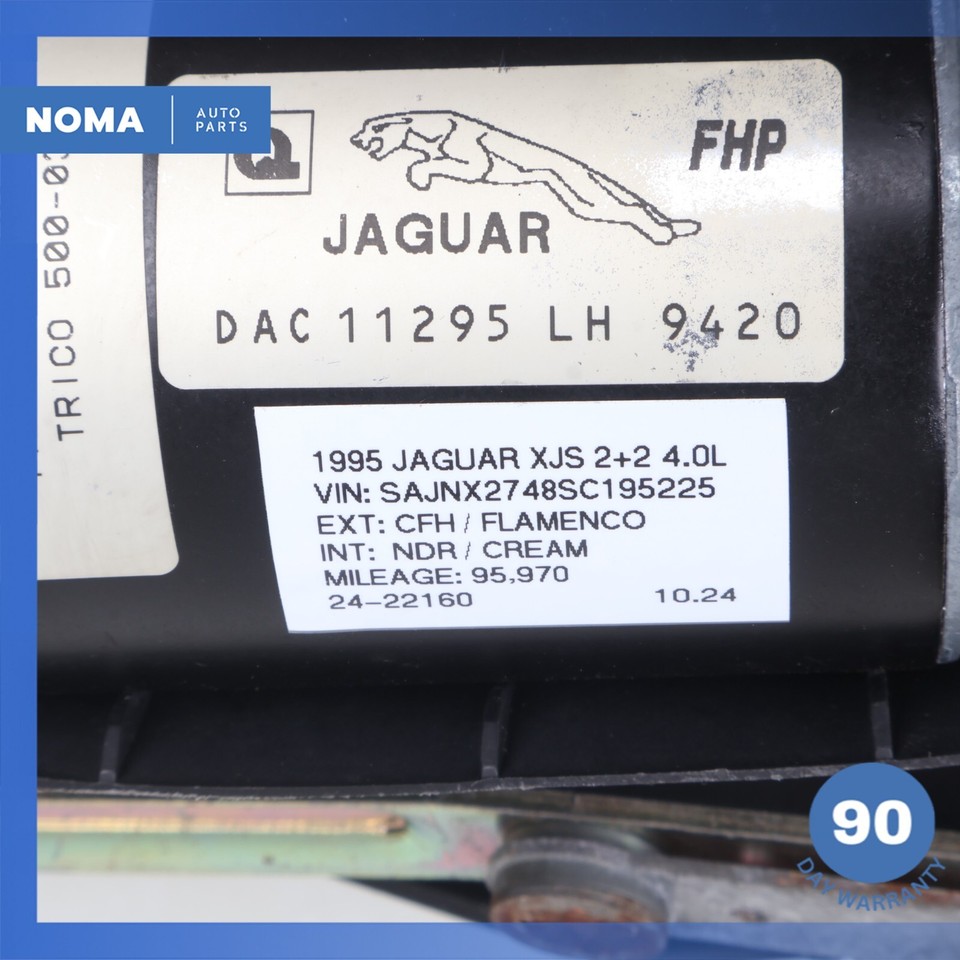 NOMA
AUTO
PARTS
FHP
JAGUAR
DAC 11295 LH 9420
TRICO 500-03
1995 JAGUAR XJS 2+2 4.0L
VIN: SAJNX2748SC195225
EXT: CFH / FLAMENCO
INT: NDR / CREAM
MILEAGE: 95,970
24-22160 10.24
90
DAY WARRANTY